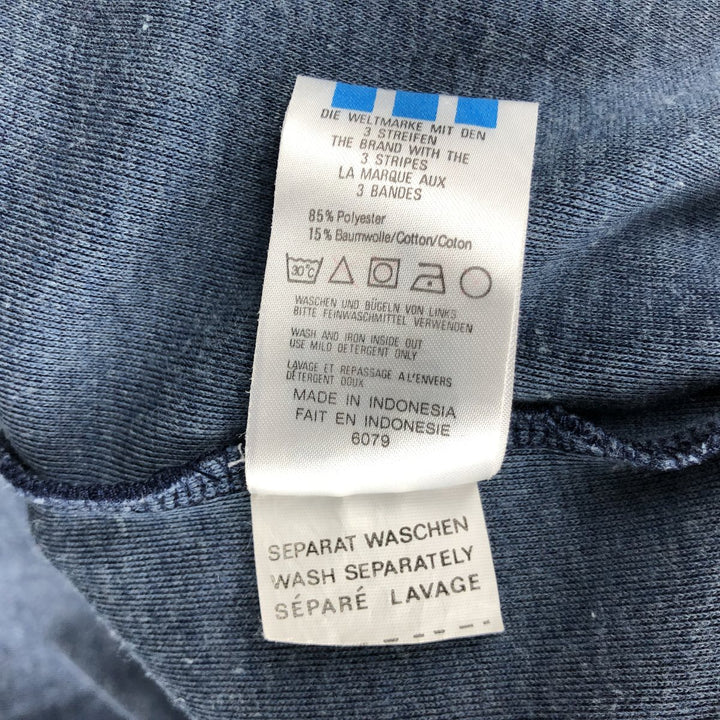 DIE WELTMARKE MIT DEN
3 STREIFEN
THE BRAND WITH THE
3 STRIPES
LA MARQUE AUX
3 BANDES
85% Polyester
15% Baumwolle/Cotton/Coton
30°C
WASCHEN UND BÜGELN VON LINKS
BITTE FEINWASCHMITTEL VERWENDEN
WASH AND IRON INSIDE OUT
USE MILD DETERGENT ONLY
LAVAGE ET REPASSAGE A L'ENVERS
DÉTERGENT DOUX
MADE IN INDONESIA
FAIT EN INDONESIE
6079
SEPARAT WASCHEN
WASH SEPARATELY
SÉPARÉ LAVAGE